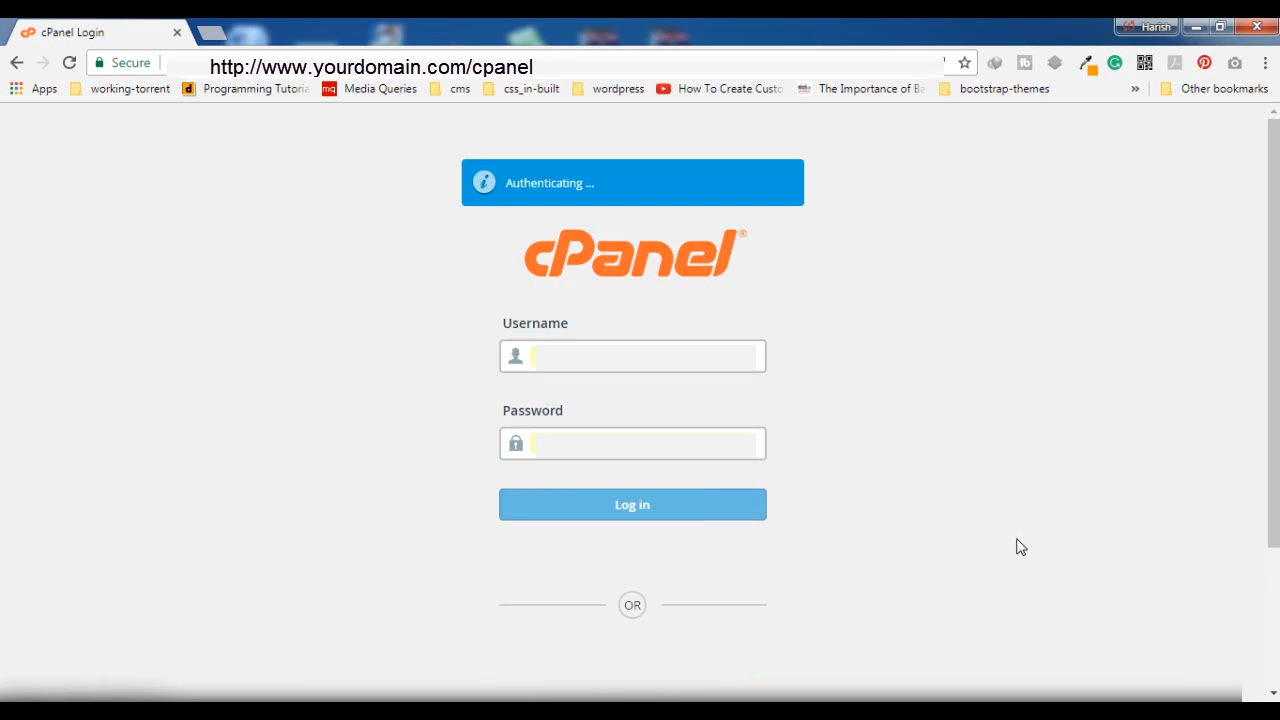 cPanel Login
Harish
Secure
http://www.yourdomain.com/cpanel
Apps working-torrent Programming Tutoria Media Queries cms css_in-built wordpress How To Create Custo The Importance of Ba bootstrap-themes » Other bookmarks
Authenticating ...
cPanel®
Username
Password
Log in
OR